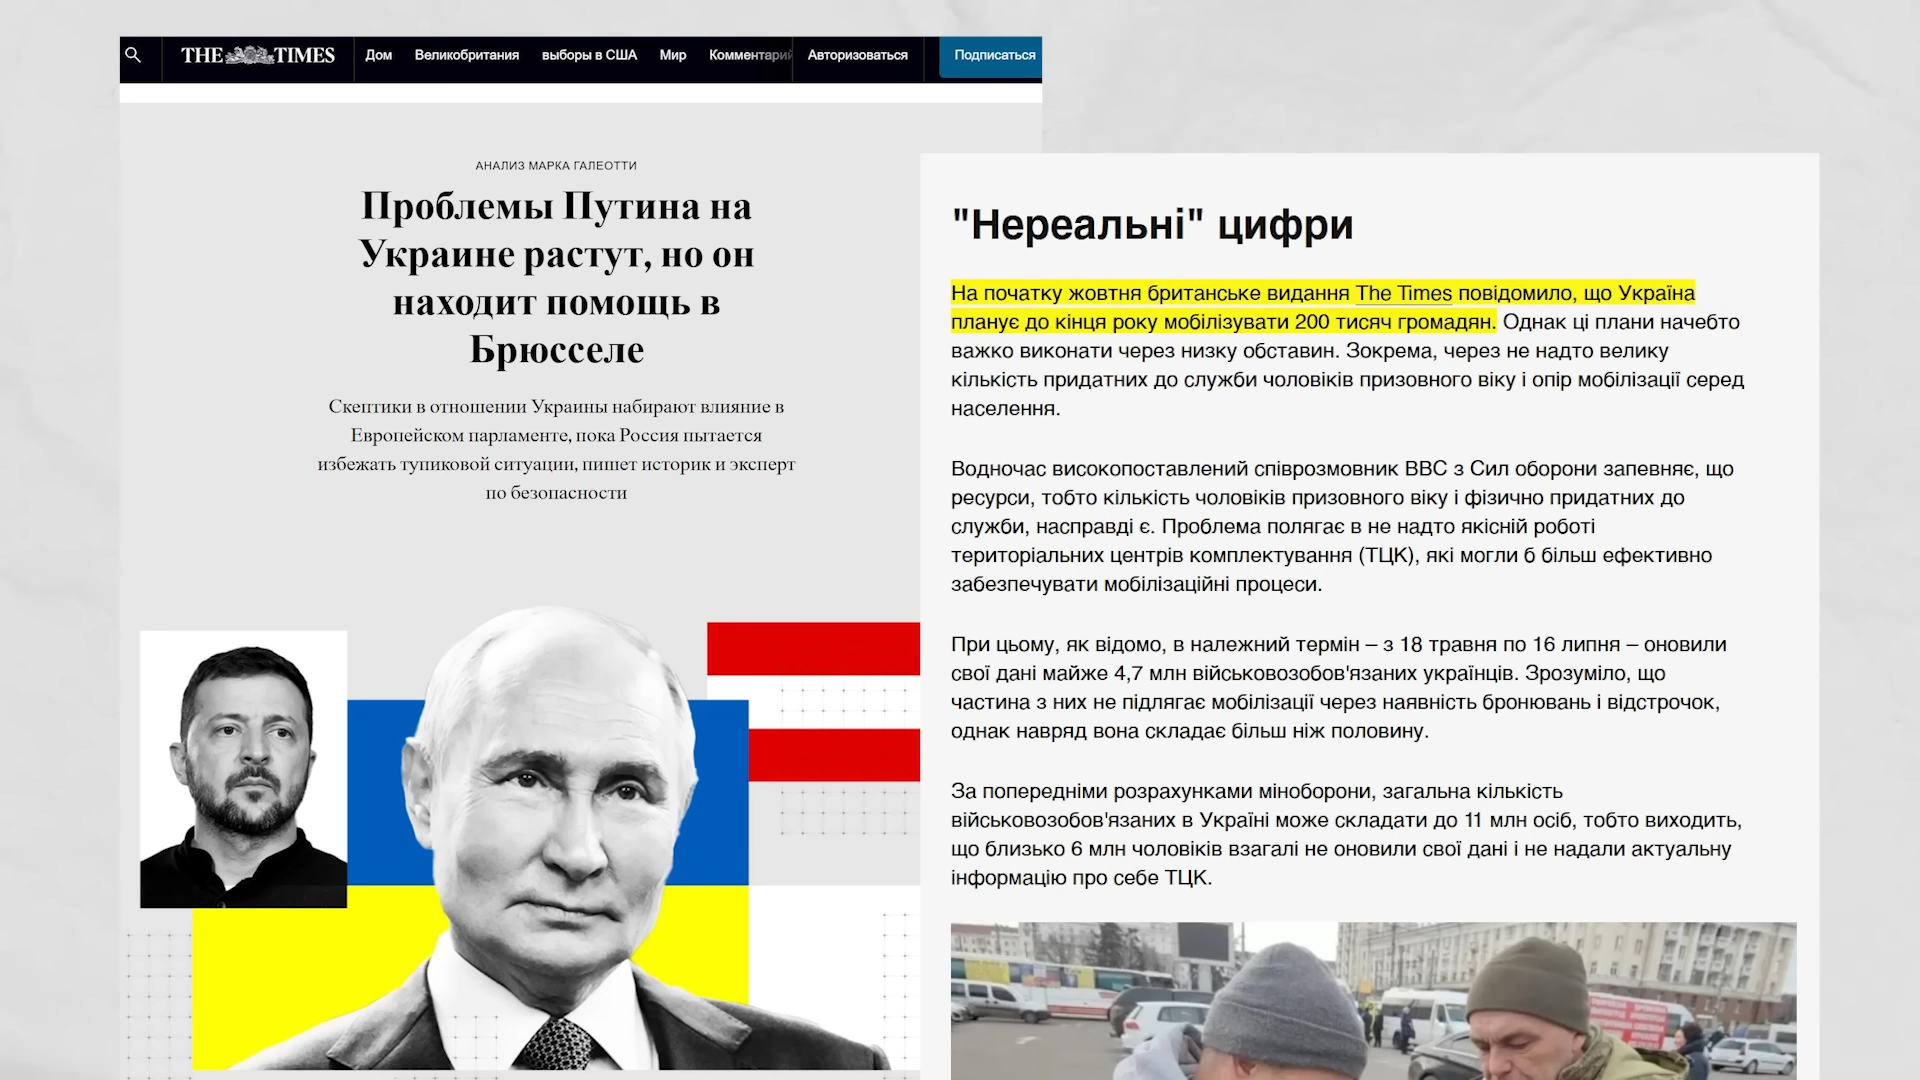 THE TIMES
Дом
Великобритания
выборы в США
Мир
Комментарий
Авторизоваться
Подписаться
АНАЛИЗ МАРКА ГАЛЕОТТИ
Проблемы Путина на
Украине растут, но он
находит помощь в
Брюсселе
Скептики в отношении Украины набирают влияние в
Европейском парламенте, пока Россия пытается
избежать тупиковой ситуации, пишет историк и эксперт
по безопасности
"Нереальні" цифри
На початку жовтня британське видання The Times повідомило, що Україна
планує до кінця року мобілізувати 200 тисяч громадян. Однак ці плани начебто
важко виконати через низку обставин. Зокрема, через не надто велику
кількість придатних до служби чоловіків призовного віку і опір мобілізації серед
населення.
Водночас високопоставлений співрозмовник BBC з Сил оборони запевняє, що
ресурси, тобто кількість чоловіків призовного віку і фізично придатних до
служби, насправді є. Проблема полягає в не надто якісній роботі
територіальних центрів комплектування (ТЦК), які могли б більш ефективно
забезпечувати мобілізаційні процеси.
При цьому, як відомо, в належний термін – з 18 травня по 16 липня – оновили
свої дані майже 4,7 млн військовозобов'язаних українців. Зрозуміло, що
частина з них не підлягає мобілізації через наявність бронювань і відстрочок,
однак навряд вона складає більш ніж половину.
За попередніми розрахунками міноборони, загальна кількість
військовозобов'язаних в Україні може складати до 11 млн осіб, тобто виходить,
що близько 6 млн чоловіків взагалі не оновили свої дані і не надали актуальну
інформацію про себе ТЦК.